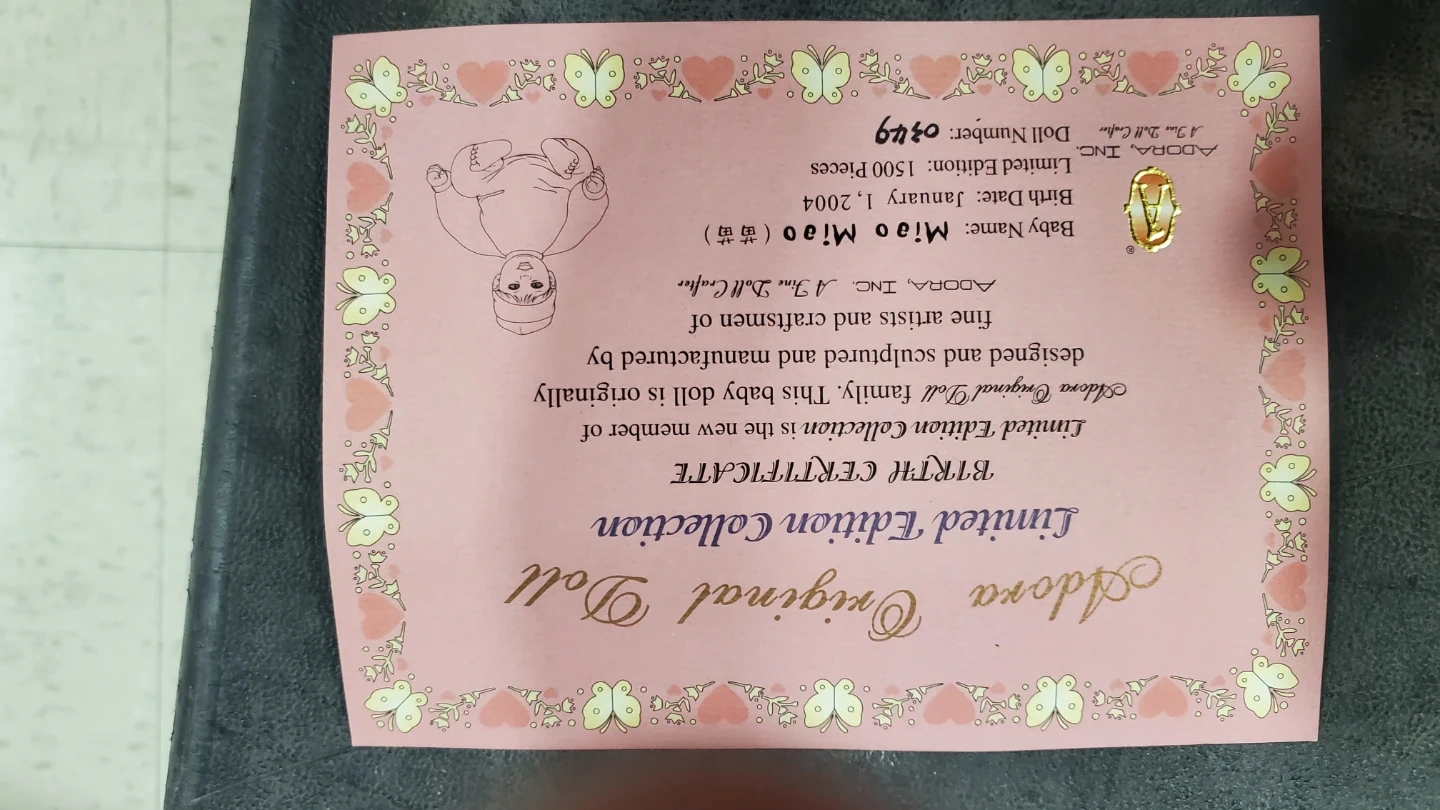 Adora Original Doll
Limited Edition Collection
BIRTH CERTIFICATE
Limited Edition Collection is the new member of
Adora Original Doll family. This baby doll is originally
designed and sculptured and manufactured by
fine artists and craftsmen of
ADORA, INC. A Fine Doll Crafter
Baby Name: Miao Miao (苗苗)
Birth Date: January 1, 2004
Limited Edition: 1500 Pieces
Doll Number: 0349
A
®
ADORA, INC.
A Fine Doll Crafter